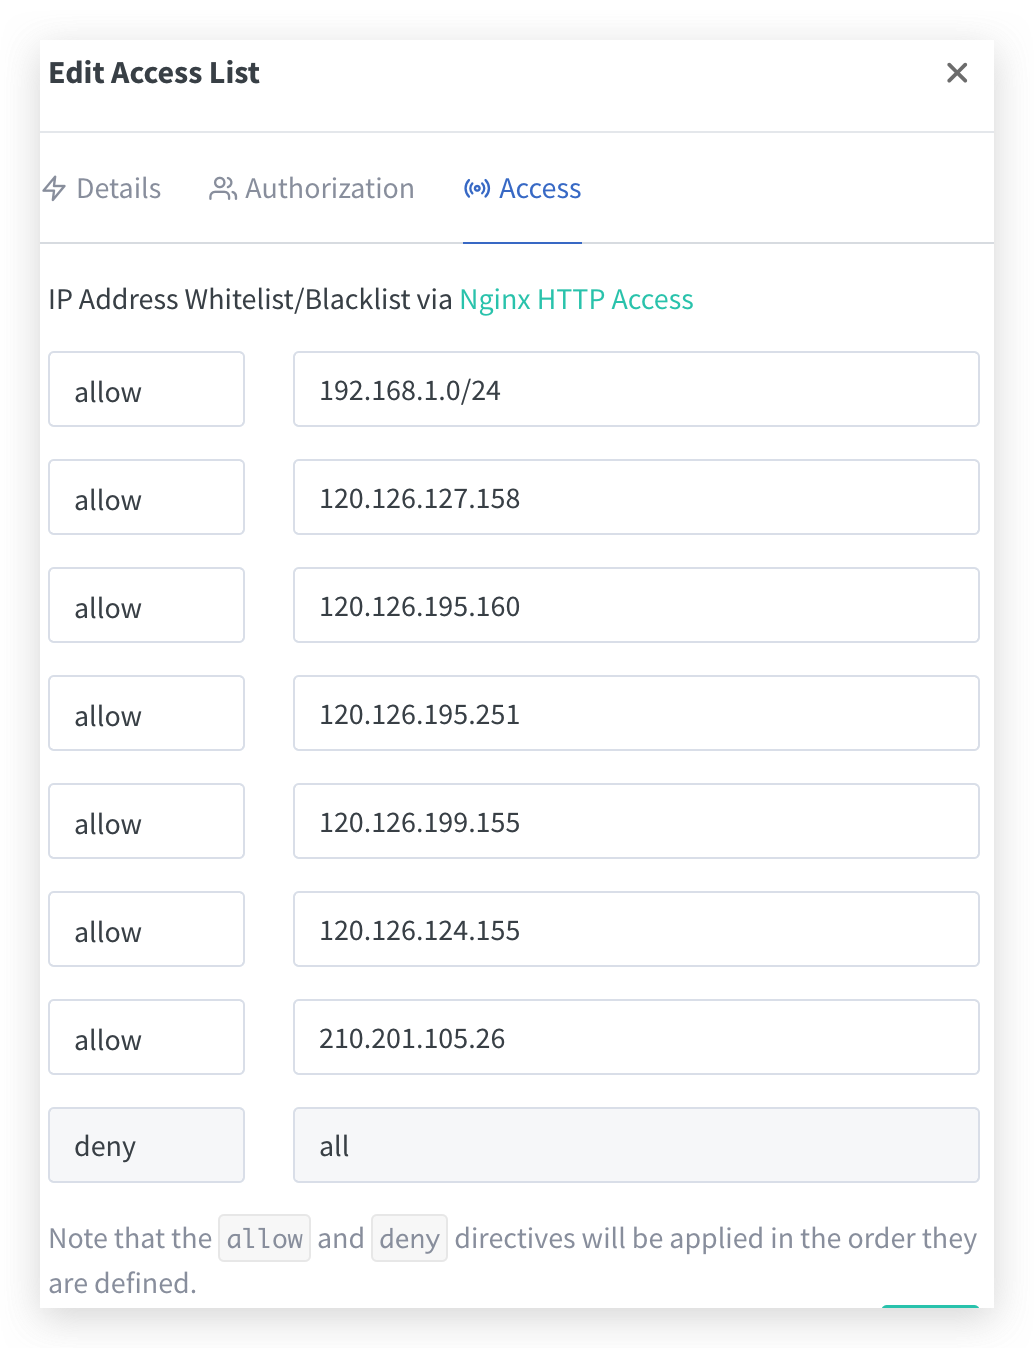 Edit Access List
Details Authorization Access
IP Address Whitelist/Blacklist via Nginx HTTP Access
allow 192.168.1.0/24
allow 120.126.127.158
allow 120.126.195.160
allow 120.126.195.251
allow 120.126.199.155
allow 120.126.124.155
allow 210.201.105.26
deny all
Note that the allow and deny directives will be applied in the order they
are defined.